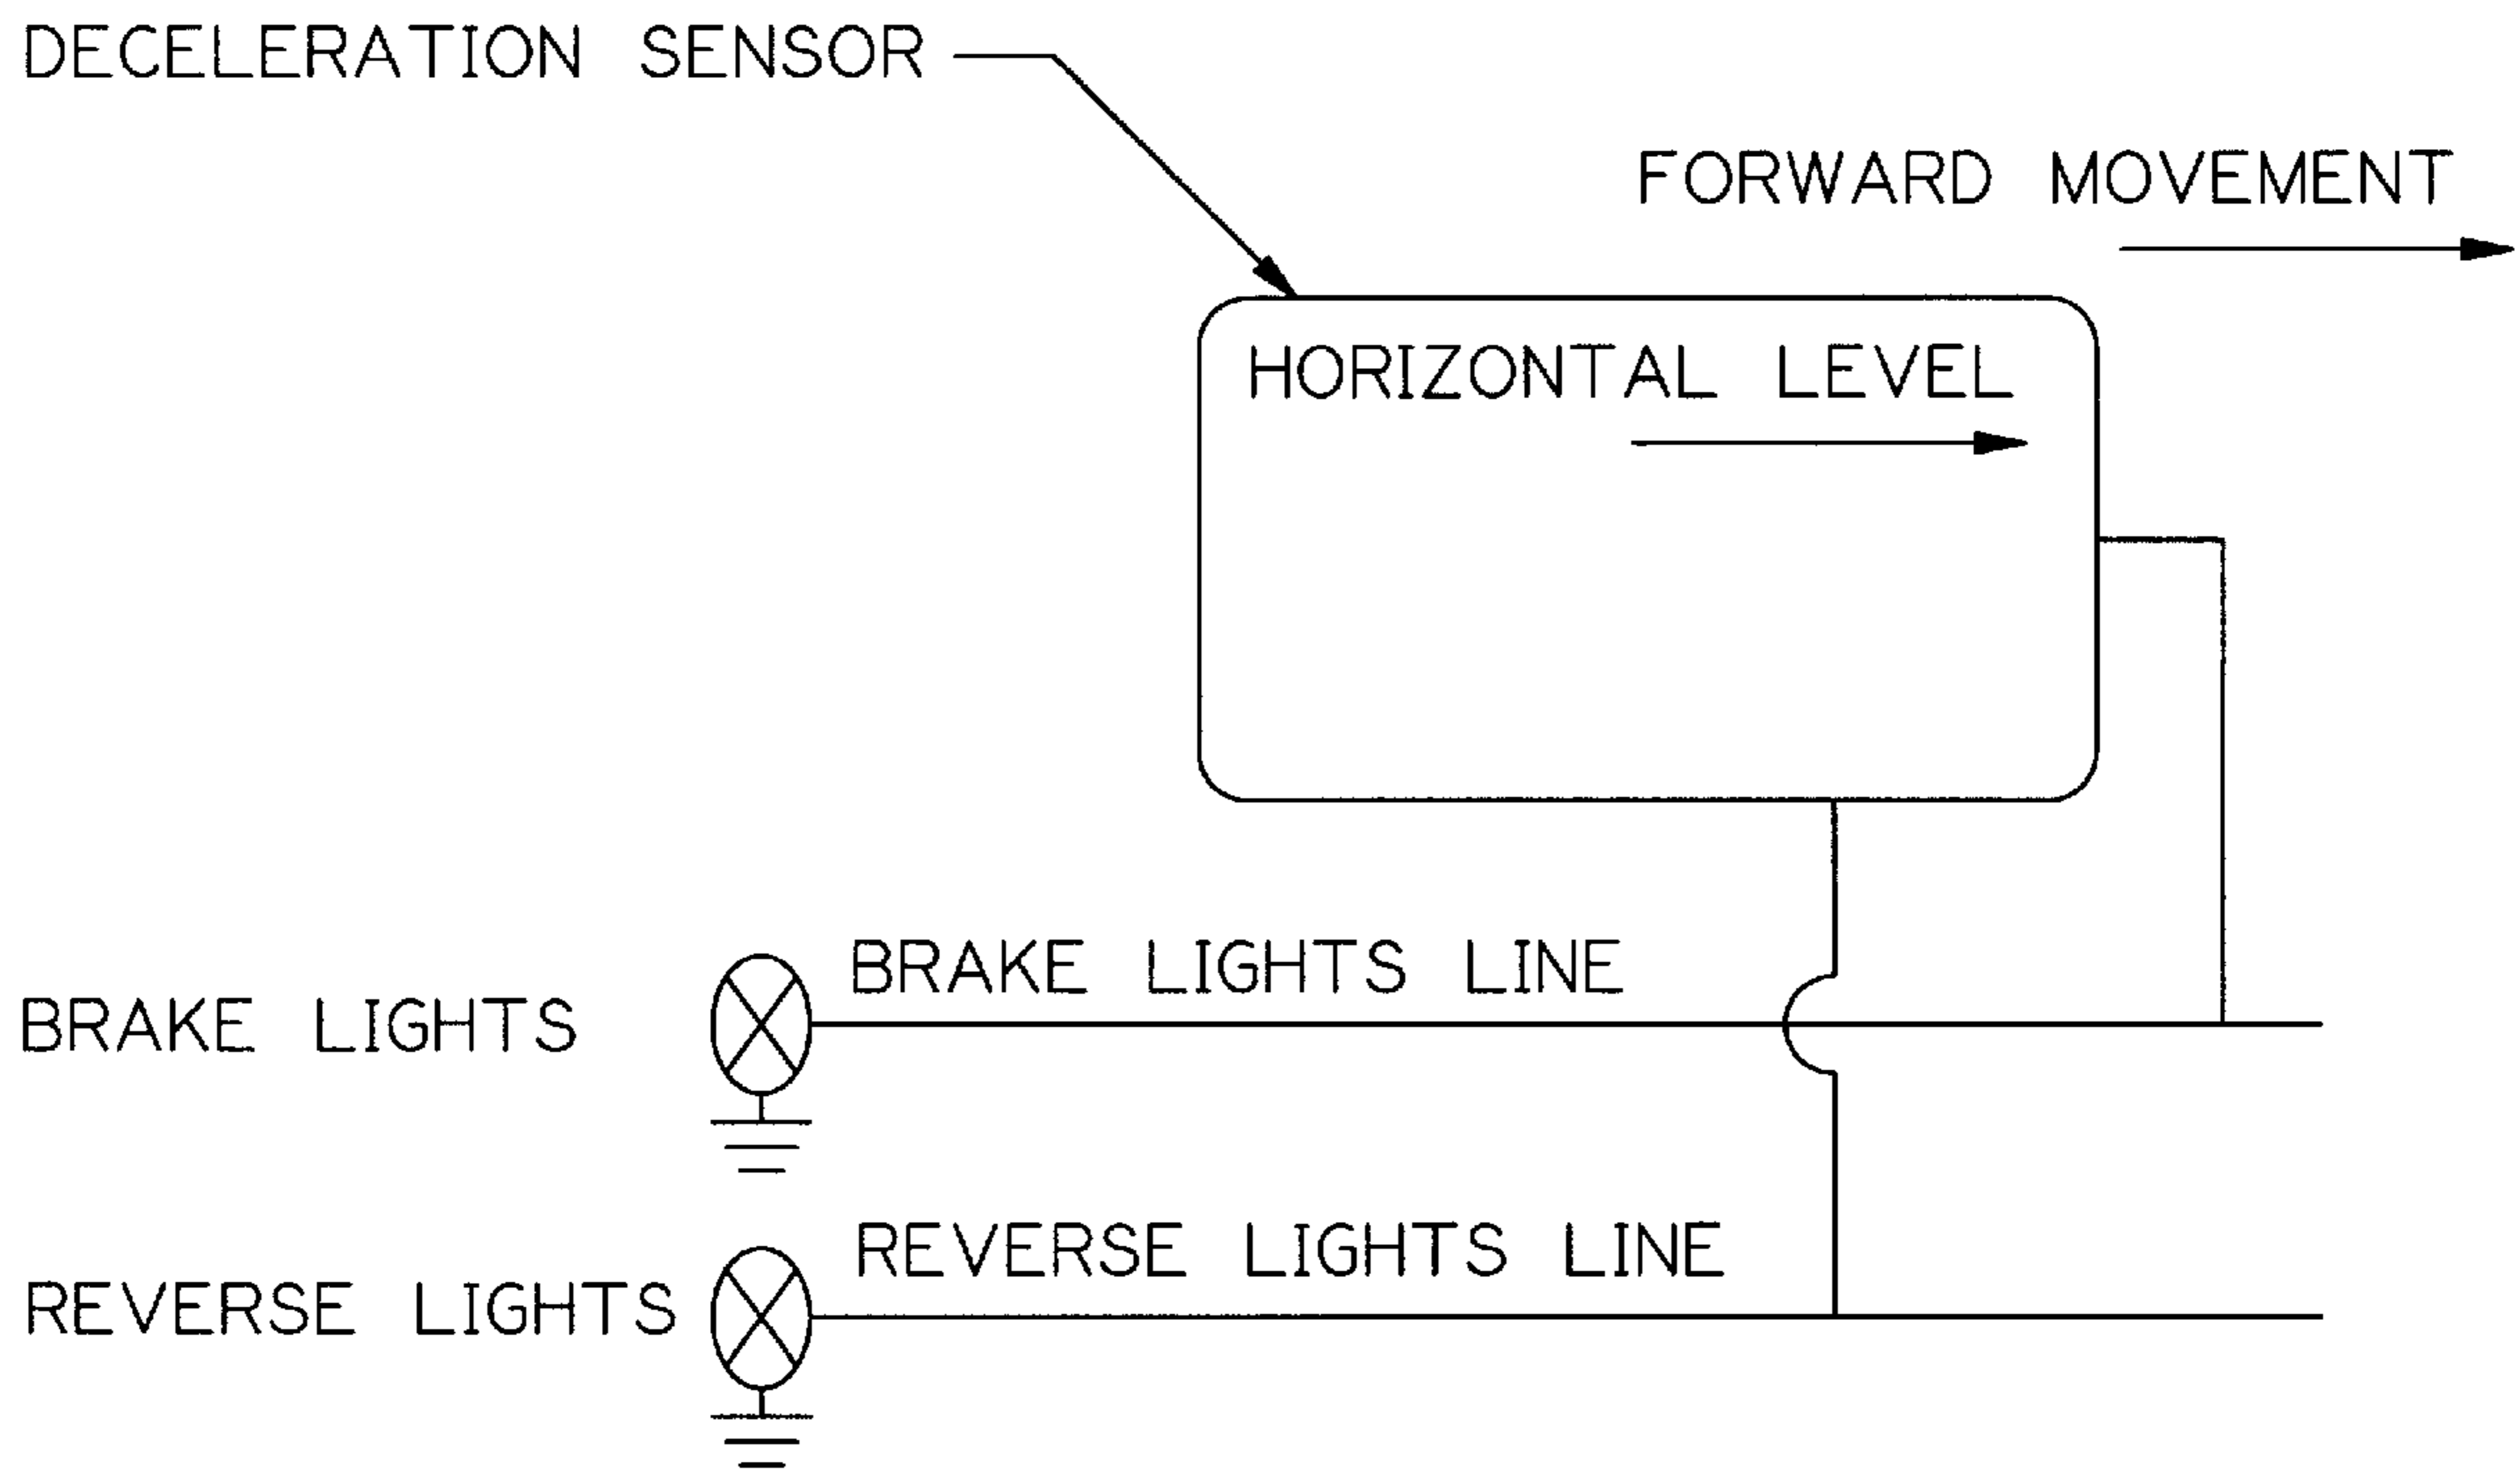 DECELERATION SENSOR
FORWARD MOVEMENT
HORIZONTAL LEVEL
BRAKE LIGHTS LINE
BRAKE LIGHTS
REVERSE LIGHTS LINE
REVERSE LIGHTS